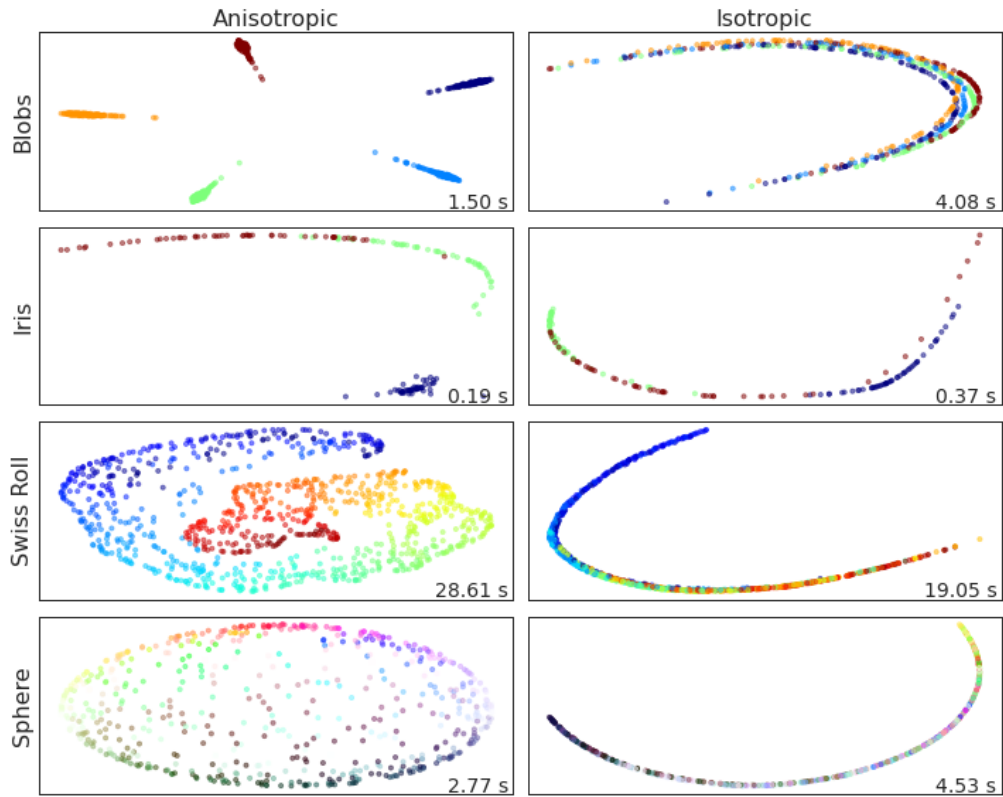 Anisotropic
Isotropic
Blobs
1.50 s
4.08 s
Iris
0.19 s
0.37 s
Swiss Roll
28.61 s
19.05 s
Sphere
2.77 s
4.53 s